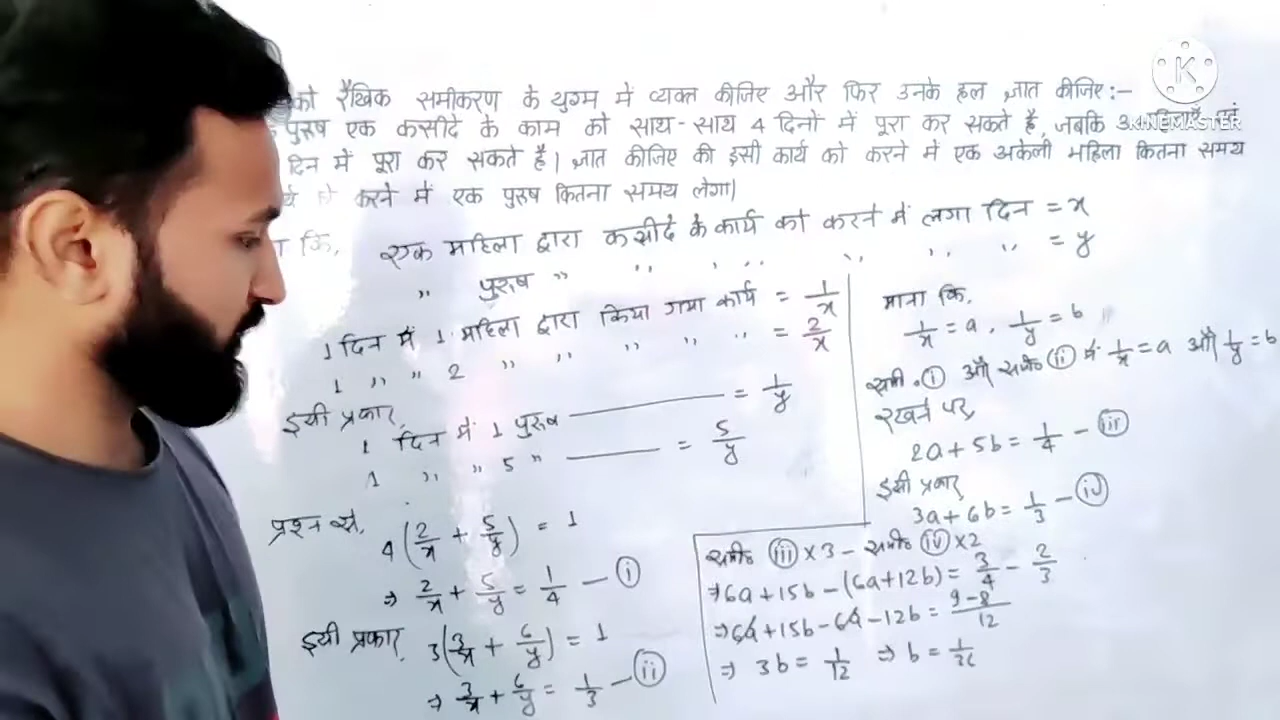 को रैखिक समीकरण के युग्म में व्यक्त कीजिए और फिर उनके हल ज्ञात कीजिए :-
पुरुष एक कसीदे के काम को साथ-साथ 4 दिनों में पूरा कर सकते है, जबकि 3
दिन में पूरा कर सकते है। ज्ञात कीजिए की इसी कार्य को करने में एक अकेली महिला कितना समय
करने में एक पुरुष कितना समय लेगा।
कि, एक महिला द्वारा कसीदे के कार्य को करने में लगा दिन = x
,, पुरुष ,, ,, ,, ,, ,, ,, ,, = y
1 दिन में 1 महिला द्वारा किया गया कार्य = 1/x
1 ,, ,, 2 ,, ,, ,, ,, ,, = 2/x
इसी प्रकार,
1 दिन में 1 पुरुष ——— = 1/y
1 ,, ,, 5 ,, ——— = 5/y
प्रश्न से, 4(2/x + 5/y) = 1
⇒ 2/x + 5/y = 1/4 — (i)
इसी प्रकार, 3(3/x + 6/y) = 1
⇒ 3/x + 6/y = 1/3 — (ii)
माना कि,
1/x = a, 1/y = b
समी. (i) और समी० (ii) में 1/x = a और 1/y = b
रखने पर,
2a + 5b = 1/4 — (iii)
इसी प्रकार
3a + 6b = 1/3 — (iv)
समी० (iii) × 3 - समी० (iv) × 2
⇒ 6a + 15b - (6a + 12b) = 3/4 - 2/3
⇒ 6a + 15b - 6a - 12b = 9-8/12
⇒ 3b = 1/12 ⇒ b = 1/36
KINEMASTER